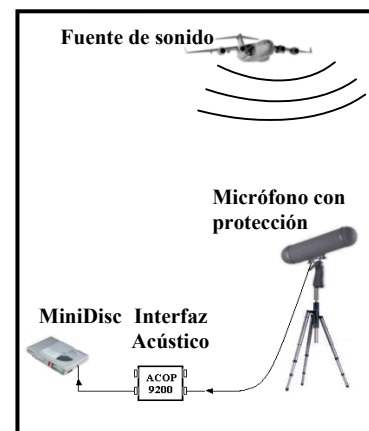 Fuente de sonido
Micrófono con
protección
MiniDisc Interfaz
Acústico
ACOP
9200